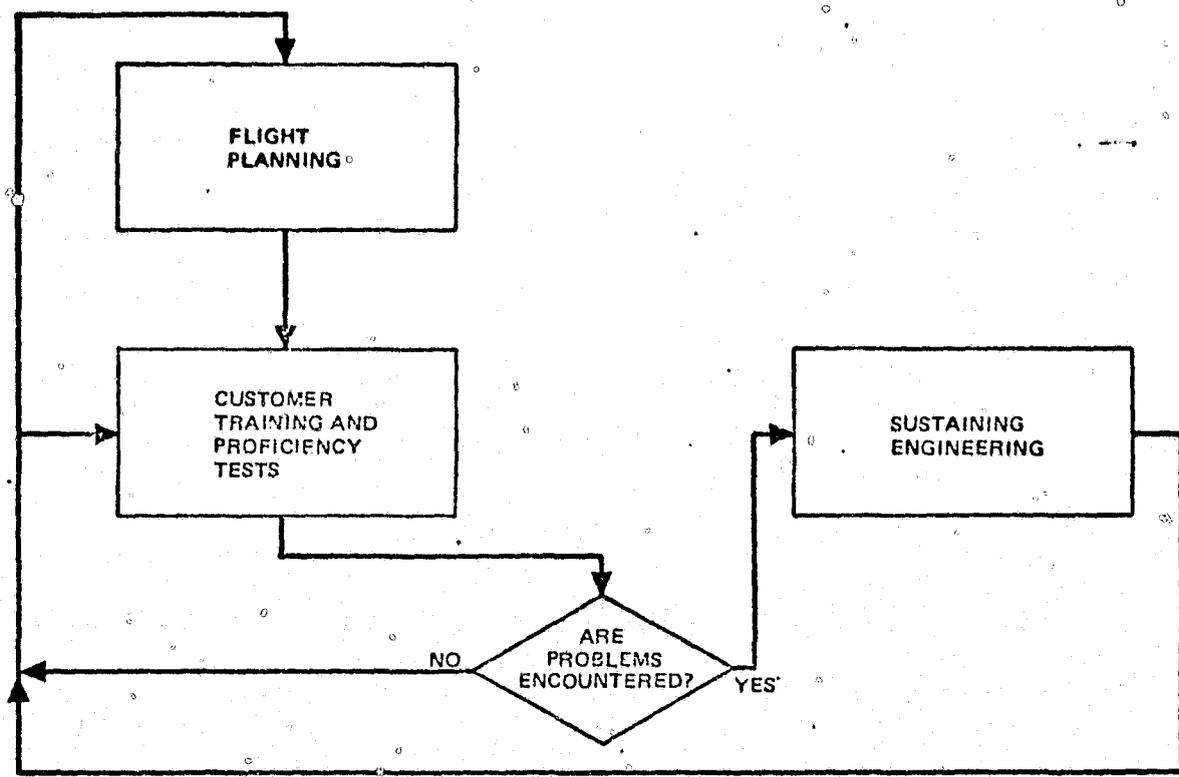 FLIGHT
PLANNING
CUSTOMER
TRAINING AND
PROFICIENCY
TESTS
SUSTAINING
ENGINEERING
ARE
PROBLEMS
ENCOUNTERED?
NO
YES